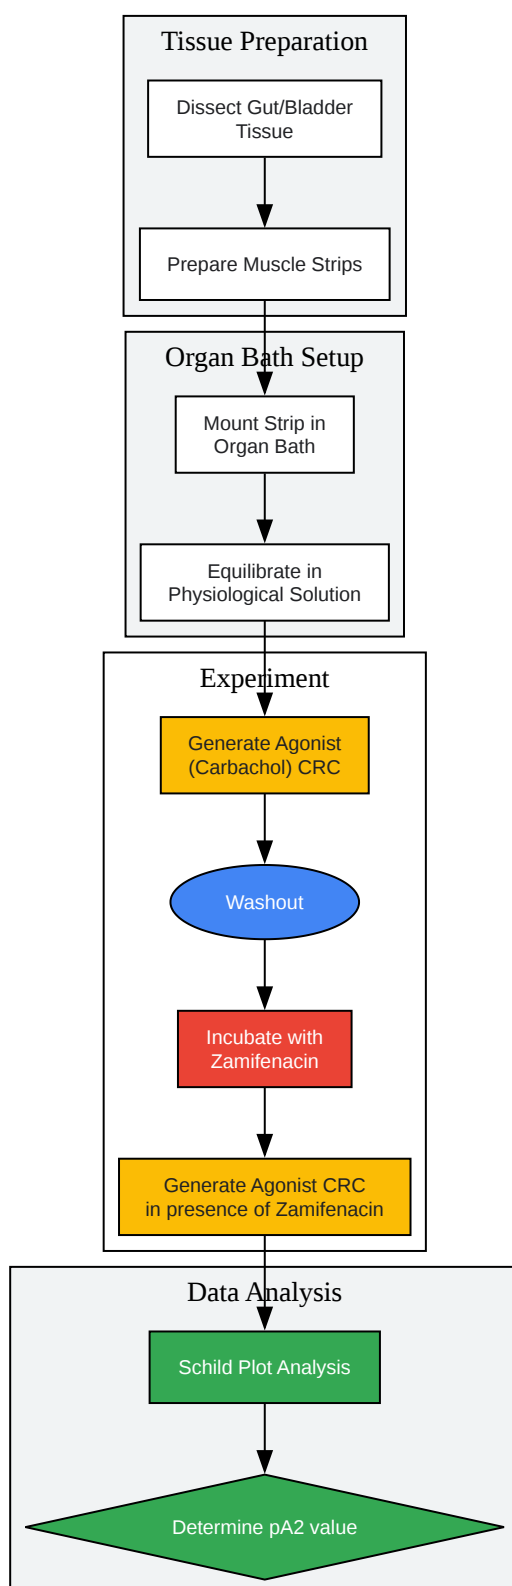 Tissue Preparation
Dissect Gut/Bladder
Tissue
Prepare Muscle Strips
Organ Bath Setup
Mount Strip in
Organ Bath
Equilibrate in
Physiological Solution
Experiment
Generate Agonist
(Carbachol) CRC
Washout
Incubate with
Zamifenacin
Generate Agonist CRC
in presence of Zamifenacin
Data Analysis
Schild Plot Analysis
Determine pA2 value